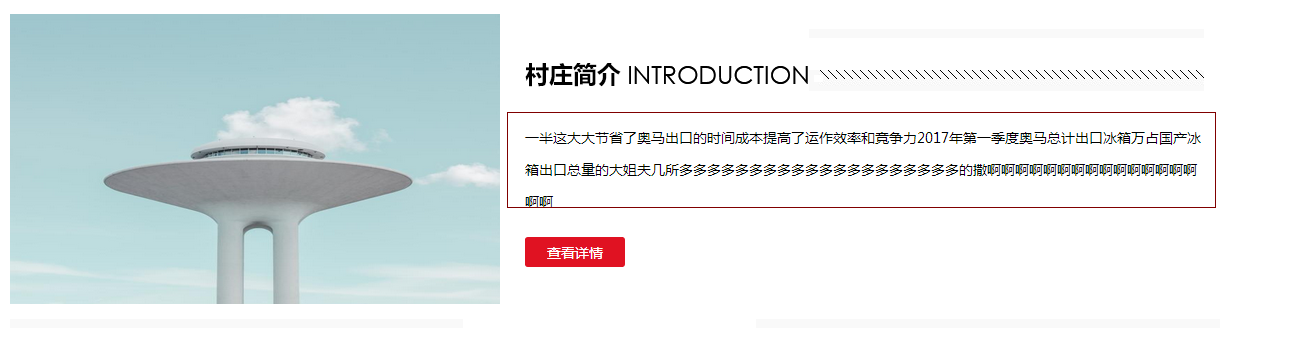 村庄简介 INTRODUCTION
一半这大大节省了奥马出口的时间成本提高了运作效率和竟争力2017年第一季度奥马总计出口冰箱万占国产冰
箱出口总量的大姐夫几所多多多多多多多多多多多多多多多多多多多多的撒啊啊啊啊啊啊啊啊啊啊啊啊啊啊啊
啊啊
查看详情